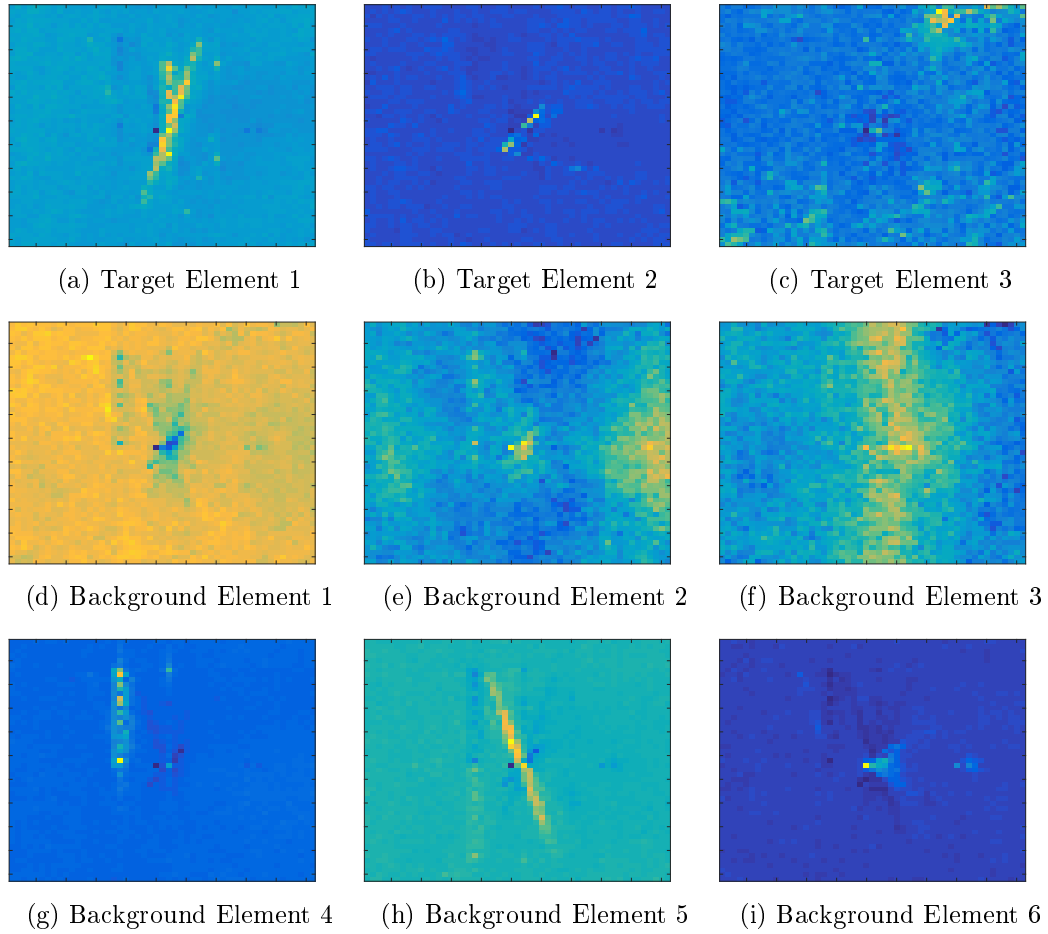 (a) Target Element 1
(b) Target Element 2
(c) Target Element 3
(d) Background Element 1
(e) Background Element 2
(f) Background Element 3
(g) Background Element 4
(h) Background Element 5
(i) Background Element 6